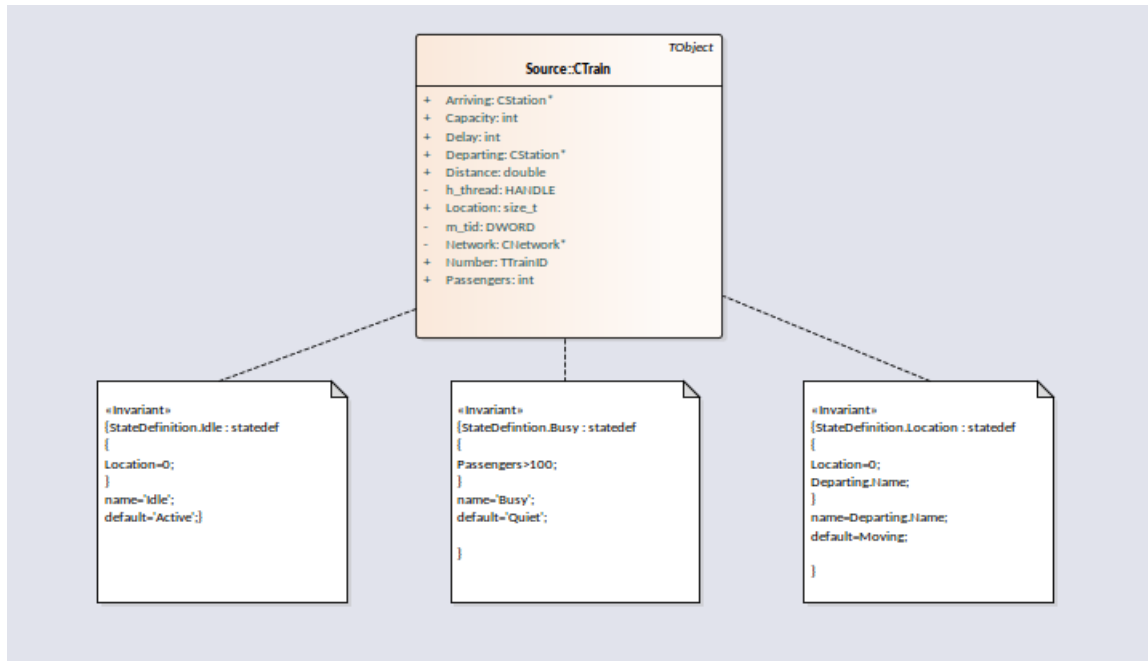 TObject
Source::CTrain
+ Arriving: CStation*
+ Capacity: int
+ Delay: int
+ Departing: CStation*
+ Distance: double
- h_thread: HANDLE
+ Location: size_t
- m_tid: DWORD
- Network: CNetwork*
+ Number: TTrainID
+ Passengers: int
«Invariant»
{StateDefinition.Idle : statedef
{
Location=0;
}
name='Idle';
default='Active';}
«Invariant»
{StateDefintion.Busy : statedef
{
Passengers>100;
}
name='Busy';
default='Quiet';
}
«Invariant»
{StateDefinition.Location : statedef
{
Location=0;
Departing.Name;
}
name=Departing.Name;
default=Moving;
}